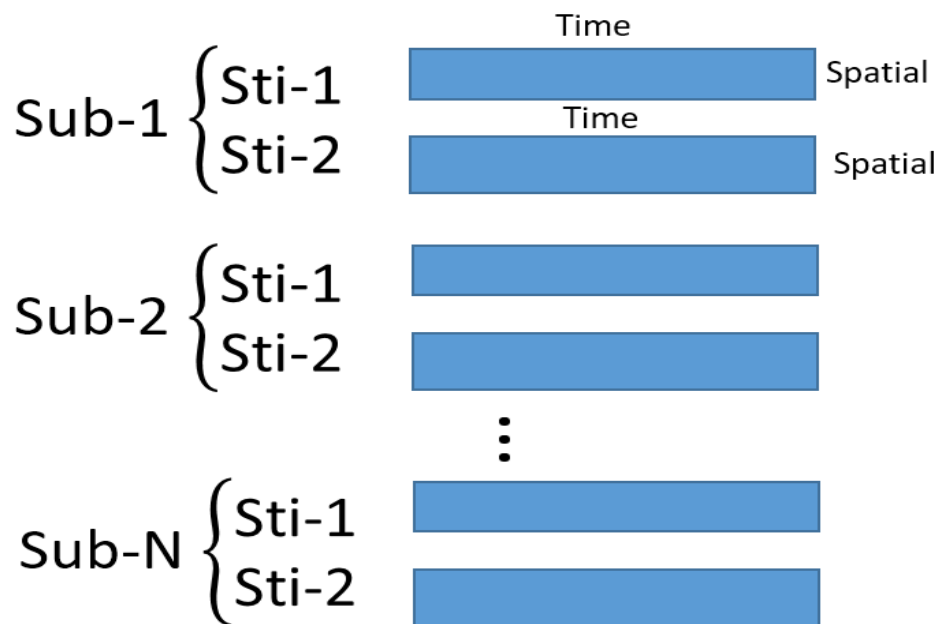 Time
Sub-1 { Sti-1 Spatial
Time
Sti-2 Spatial
Sub-2 { Sti-1
Sti-2
⋮
Sub-N { Sti-1
Sti-2